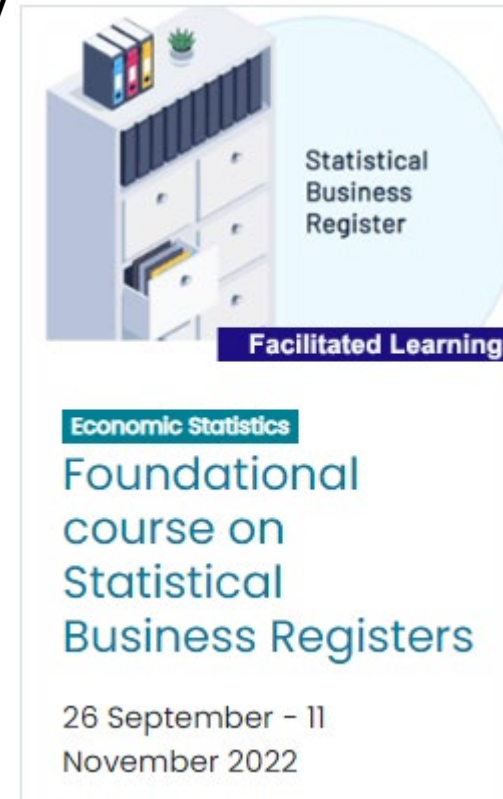 Statistical
Business
Register
Facilitated Learning
Economic Statistics
Foundational
course on
Statistical
Business Registers
26 September - 11
November 2022